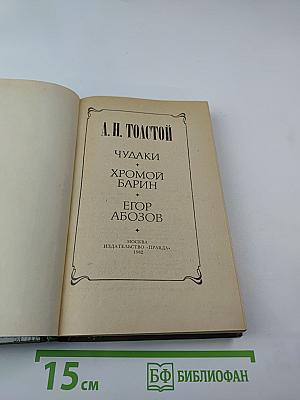 А. Н. ТОЛСТОЙ
ЧУДАКИ
ХРОМОЙ
БАРИН
ЕГОР
АБОЗОВ
МОСКВА
ИЗДАТЕЛЬСТВО «ПРАВДА»
1982
15 см
БФ БИБЛИОФАН